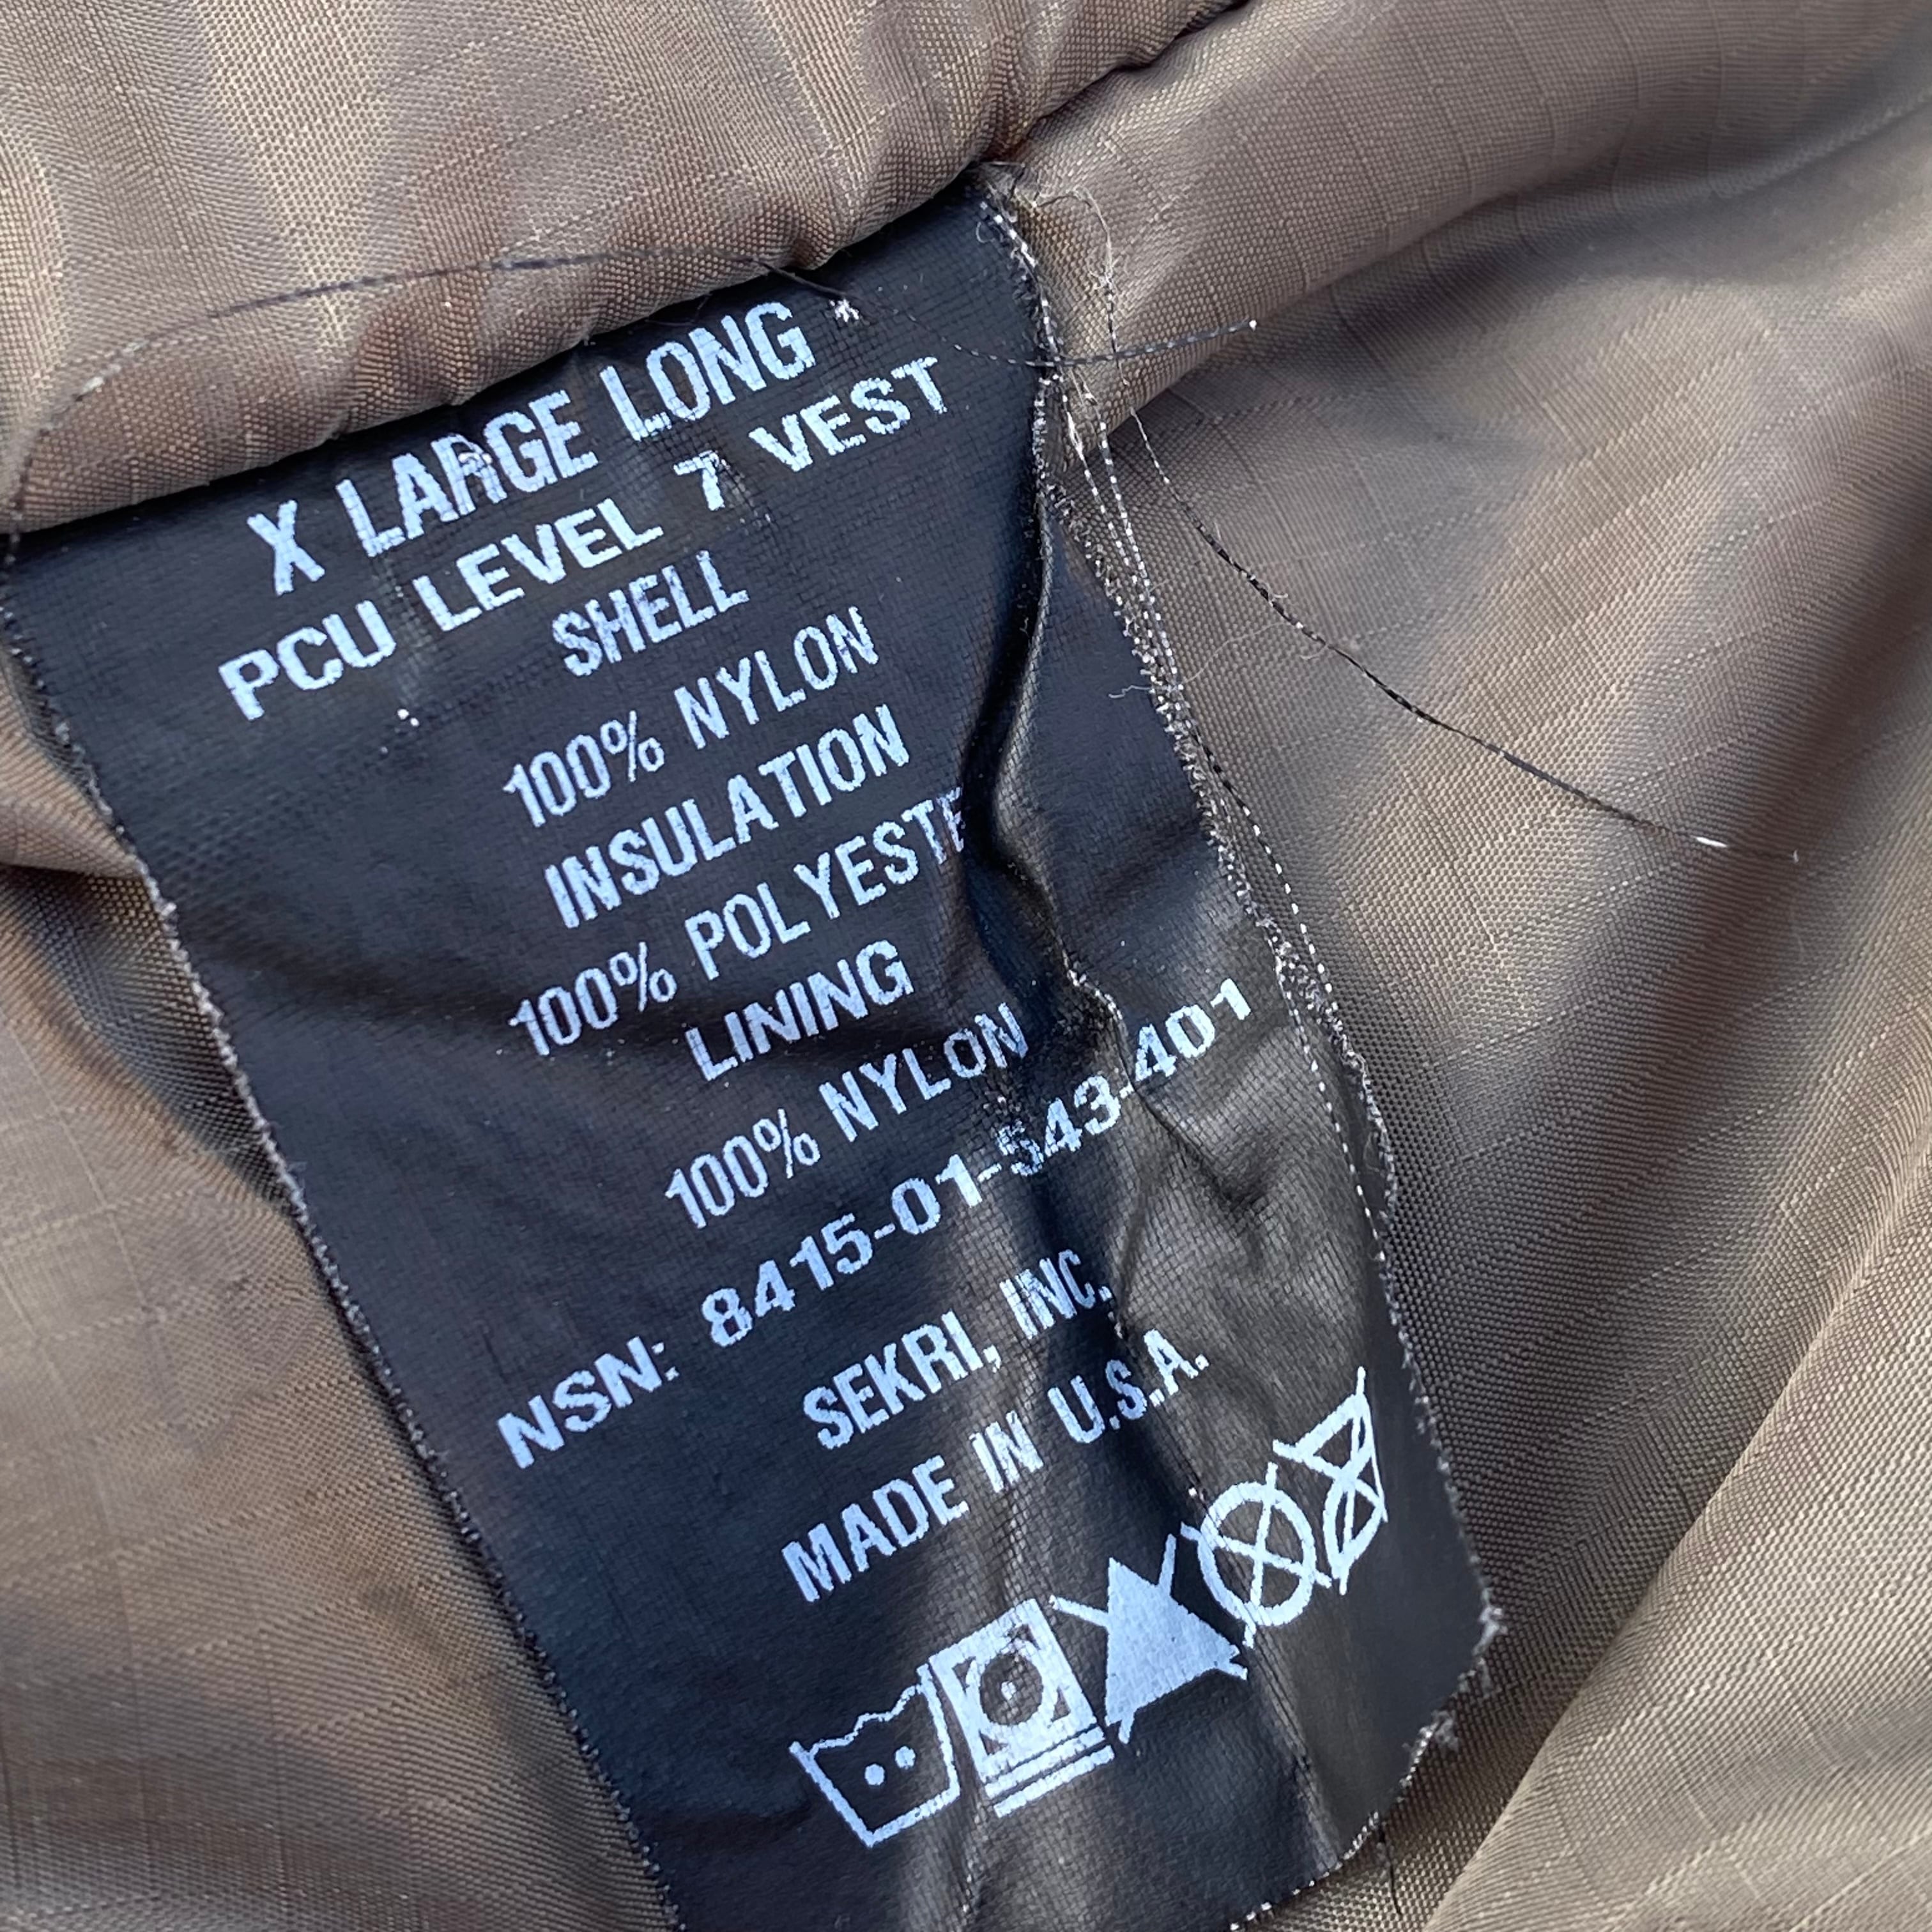 X LARGE LONG
PCU LEVEL 7 VEST
SHELL
100% NYLON
INSULATION
100% POLYESTE
LINING
100% NYLON
NSN: 8415-01-543-401
SEKRI, INC.
MADE IN U.S.A.